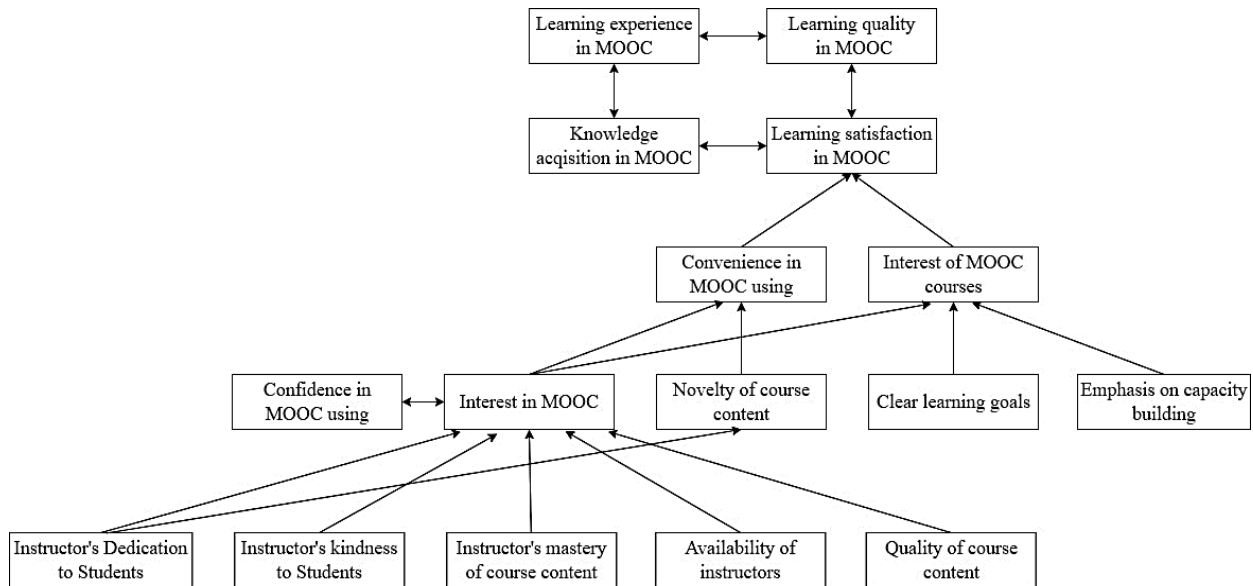 Learning experience
in MOOC
Learning quality
in MOOC
Knowledge
acqisition in MOOC
Learning satisfaction
in MOOC
Convenience in
MOOC using
Interest of MOOC
courses
Confidence in
MOOC using
Interest in MOOC
Novelty of course
content
Clear learning goals
Emphasis on capacity
building
Instructor's Dedication
to Students
Instructor's kindness
to Students
Instructor's mastery
of course content
Availability of
instructors
Quality of course
content